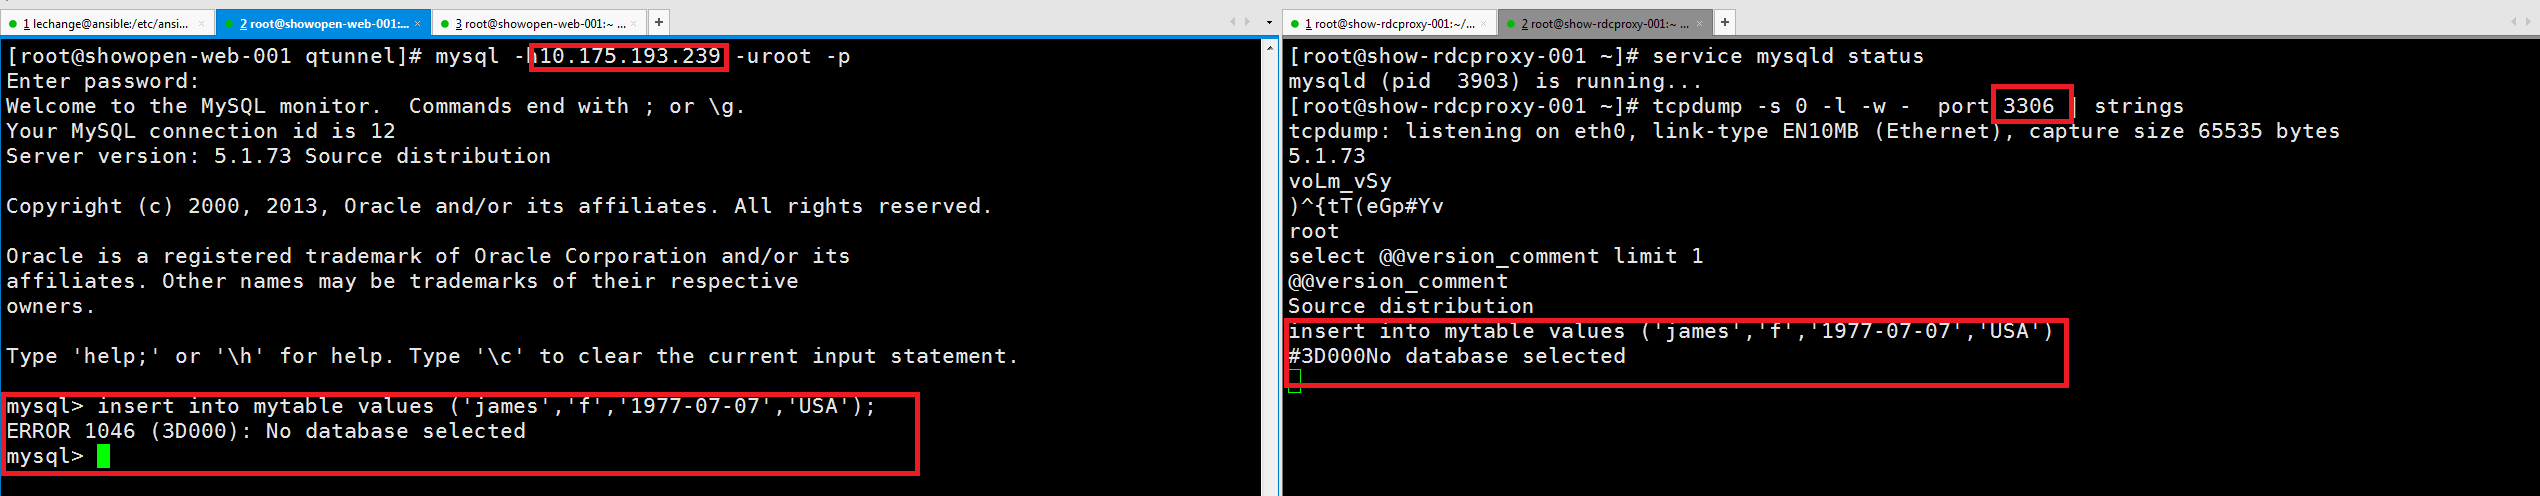 1 lechange@ansible:/etc/ansi... × 2 root@showopen-web-001:... × 3 root@showopen-web-001:~ ... × +
[root@showopen-web-001 qtunnel]# mysql -h10.175.193.239 -uroot -p
Enter password:
Welcome to the MySQL monitor.  Commands end with ; or \g.
Your MySQL connection id is 12
Server version: 5.1.73 Source distribution
Copyright (c) 2000, 2013, Oracle and/or its affiliates. All rights reserved.
Oracle is a registered trademark of Oracle Corporation and/or its
affiliates. Other names may be trademarks of their respective
owners.
Type 'help;' or '\h' for help. Type '\c' to clear the current input statement.
mysql> insert into mytable values ('james','f','1977-07-07','USA');
ERROR 1046 (3D000): No database selected
mysql>
1 root@show-rdcproxy-001:~/... × 2 root@show-rdcproxy-001:~ ... × +
[root@show-rdcproxy-001 ~]# service mysqld status
mysqld (pid  3903) is running...
[root@show-rdcproxy-001 ~]# tcpdump -s 0 -l -w -  port 3306 | strings
tcpdump: listening on eth0, link-type EN10MB (Ethernet), capture size 65535 bytes
5.1.73
voLm_vSy
)^{tT(eGp#Yv
root
select @@version_comment limit 1
@@version_comment
Source distribution
insert into mytable values ('james','f','1977-07-07','USA')
#3D000No database selected